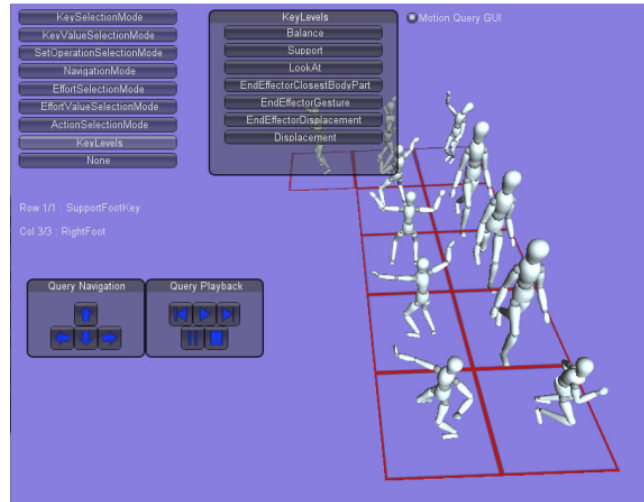 KeySelectionMode
KeyValueSelectionMode
SetOperationSelectionMode
NavigationMode
EffortSelectionMode
EffortValueSelectionMode
ActionSelectionMode
KeyLevels
None
KeyLevels
Balance
Support
LookAt
EndEffectorClosestBodyPart
EndEffectorGesture
EndEffectorDisplacement
Displacement
Motion Query GUI
Row 1/1 : SupportFootKey
Col 3/3 : RightFoot
Query Navigation
Query Playback